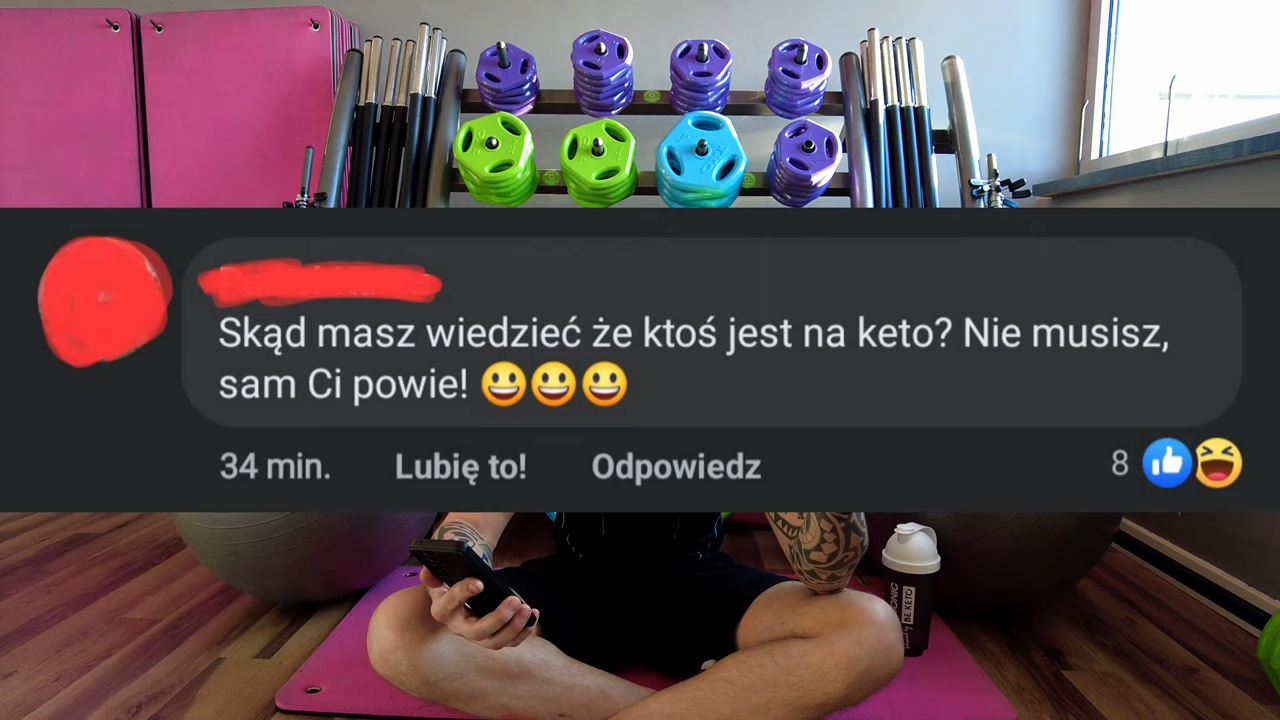 Skąd masz wiedzieć że ktoś jest na keto? Nie musisz,
sam Ci powie! 😀😀😀
34 min. Lubię to! Odpowiedz 8
BE KETO